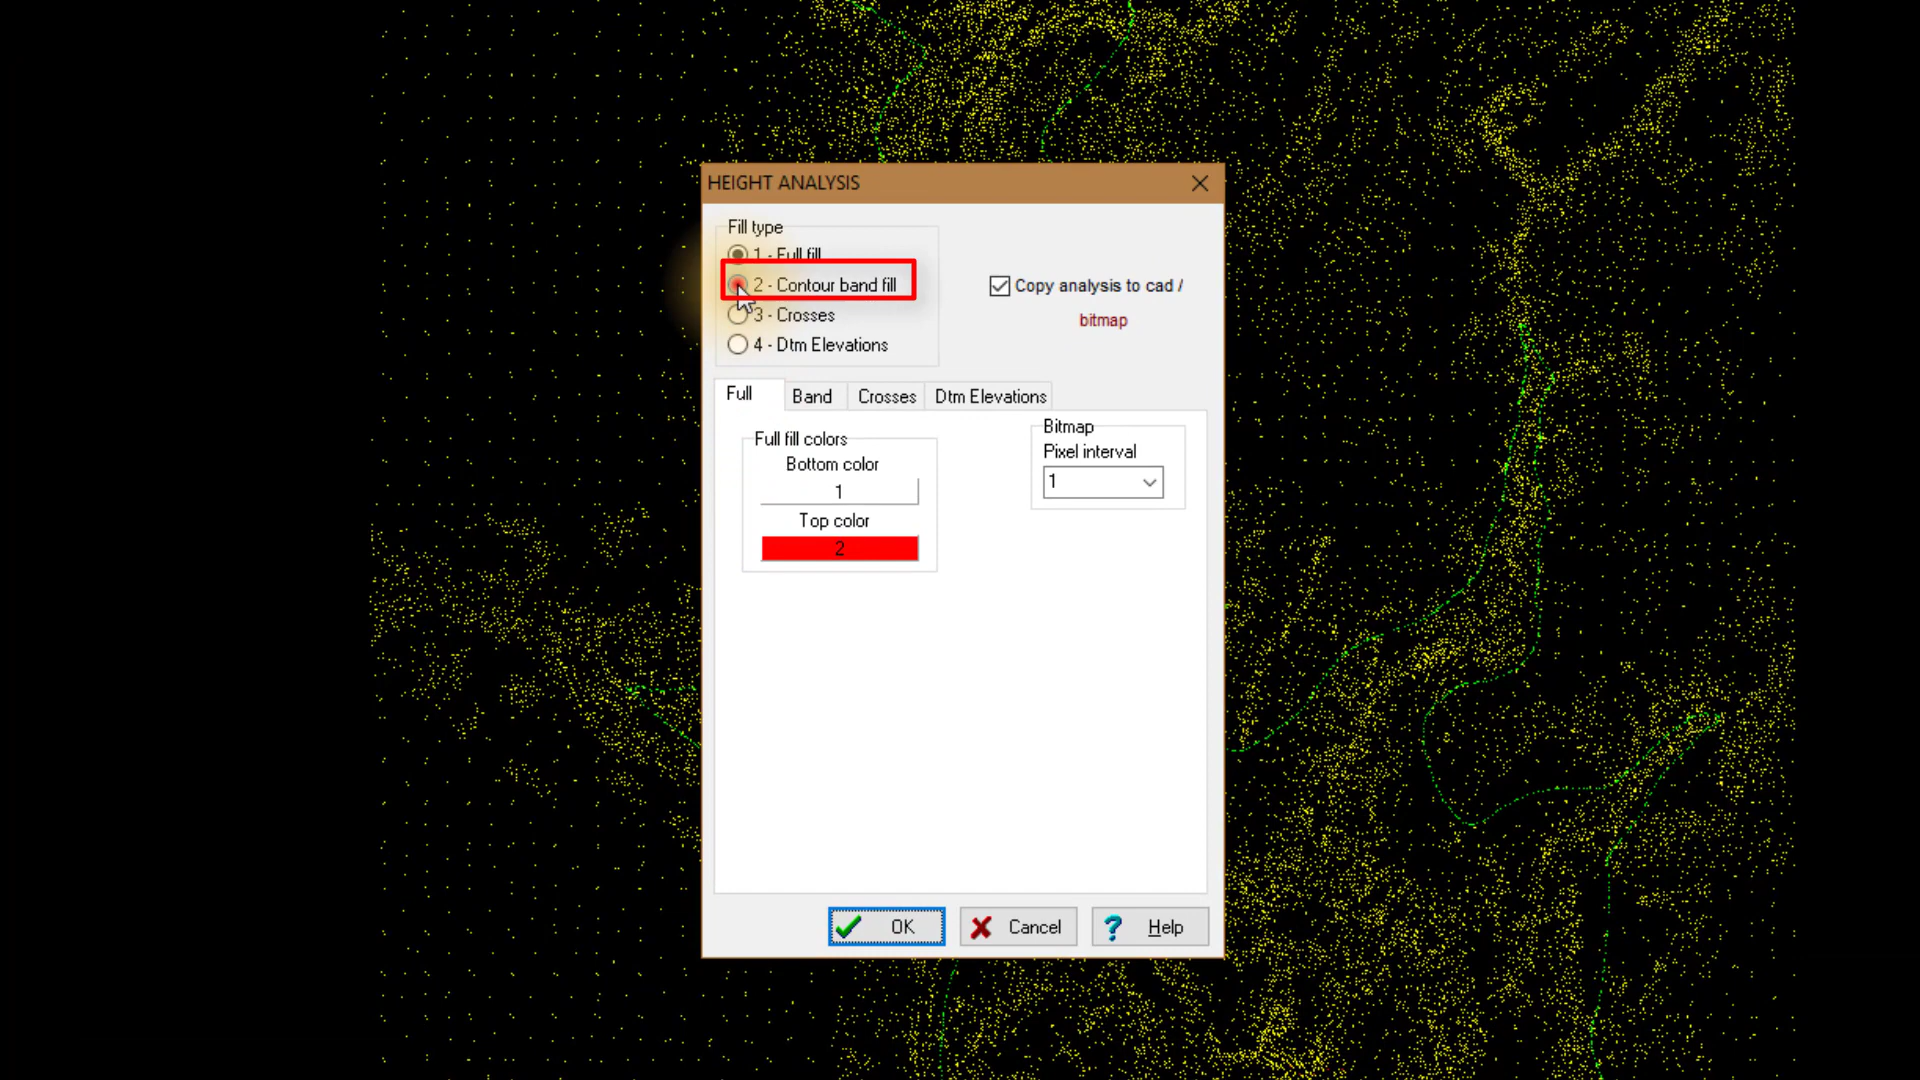 HEIGHT ANALYSIS
Fill type
1 - Full fill
2 - Contour band fill
3 - Crosses
4 - Dtm Elevations
Copy analysis to cad /
bitmap
Full
Band
Crosses
Dtm Elevations
Full fill colors
Bottom color
1
Top color
2
Bitmap
Pixel interval
1
OK
Cancel
Help